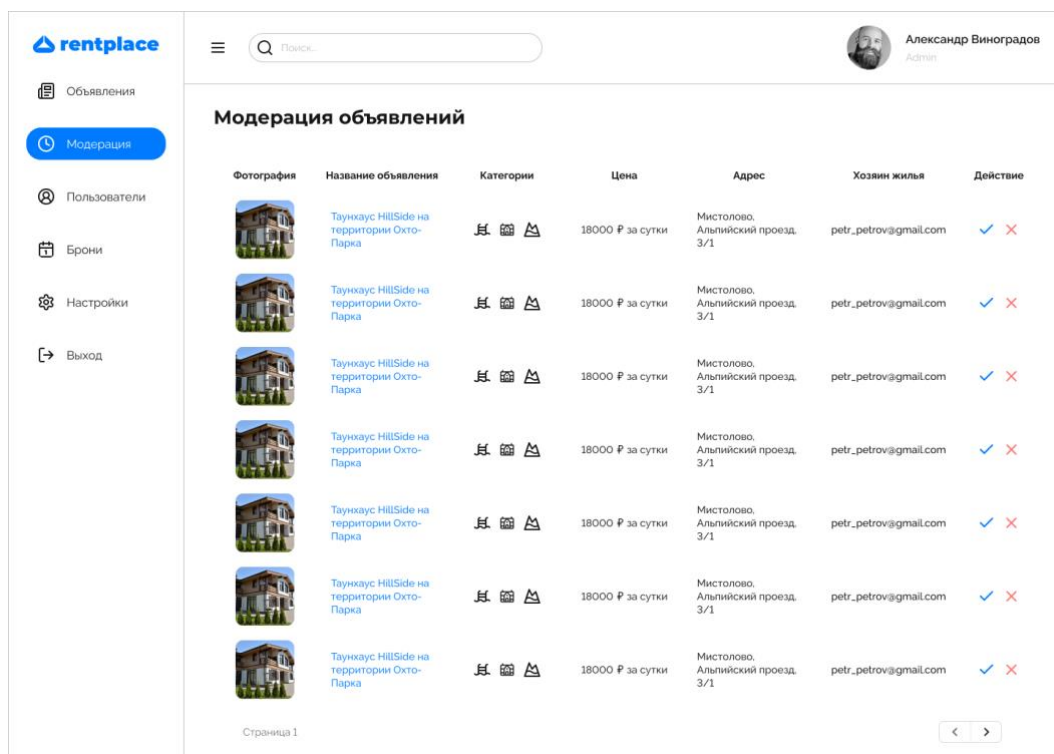 rentplace
Поиск..
Александр Виноградов
Admin
Объявления
Модерация
Пользователи
Брони
Настройки
Выход
Модерация объявлений
Фотография Название объявления Категории Цена Адрес Хозяин жилья Действие
Таунхаус HillSide на
территории Охто-
Парка
18000 ₽ за сутки
Мистолово,
Альпийский проезд,
3/1
petr_petrov@gmail.com
Таунхаус HillSide на
территории Охто-
Парка
18000 ₽ за сутки
Мистолово,
Альпийский проезд,
3/1
petr_petrov@gmail.com
Таунхаус HillSide на
территории Охто-
Парка
18000 ₽ за сутки
Мистолово,
Альпийский проезд,
3/1
petr_petrov@gmail.com
Таунхаус HillSide на
территории Охто-
Парка
18000 ₽ за сутки
Мистолово,
Альпийский проезд,
3/1
petr_petrov@gmail.com
Таунхаус HillSide на
территории Охто-
Парка
18000 ₽ за сутки
Мистолово,
Альпийский проезд,
3/1
petr_petrov@gmail.com
Таунхаус HillSide на
территории Охто-
Парка
18000 ₽ за сутки
Мистолово,
Альпийский проезд,
3/1
petr_petrov@gmail.com
Таунхаус HillSide на
территории Охто-
Парка
18000 ₽ за сутки
Мистолово,
Альпийский проезд,
3/1
petr_petrov@gmail.com
Страница 1